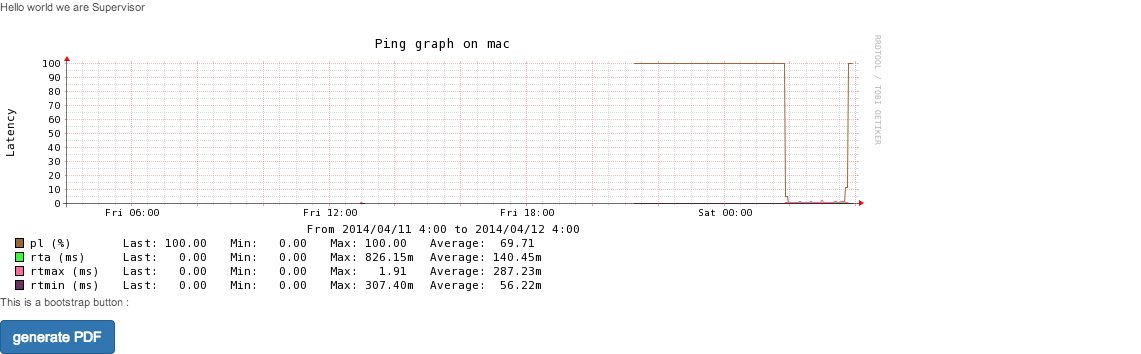 Hello world we are Supervisor
Ping graph on mac
RRDTOOL / TOBI OETIKER
Latency
100
90
80
70
60
50
40
30
20
10
0
Fri 06:00 Fri 12:00 Fri 18:00 Sat 00:00
From 2014/04/11 4:00 to 2014/04/12 4:00
pl (%) Last: 100.00 Min: 0.00 Max: 100.00 Average: 69.71
rta (ms) Last: 0.00 Min: 0.00 Max: 826.15m Average: 140.45m
rtmax (ms) Last: 0.00 Min: 0.00 Max: 1.91 Average: 287.23m
rtmin (ms) Last: 0.00 Min: 0.00 Max: 307.40m Average: 56.22m
This is a bootstrap button :
generate PDF